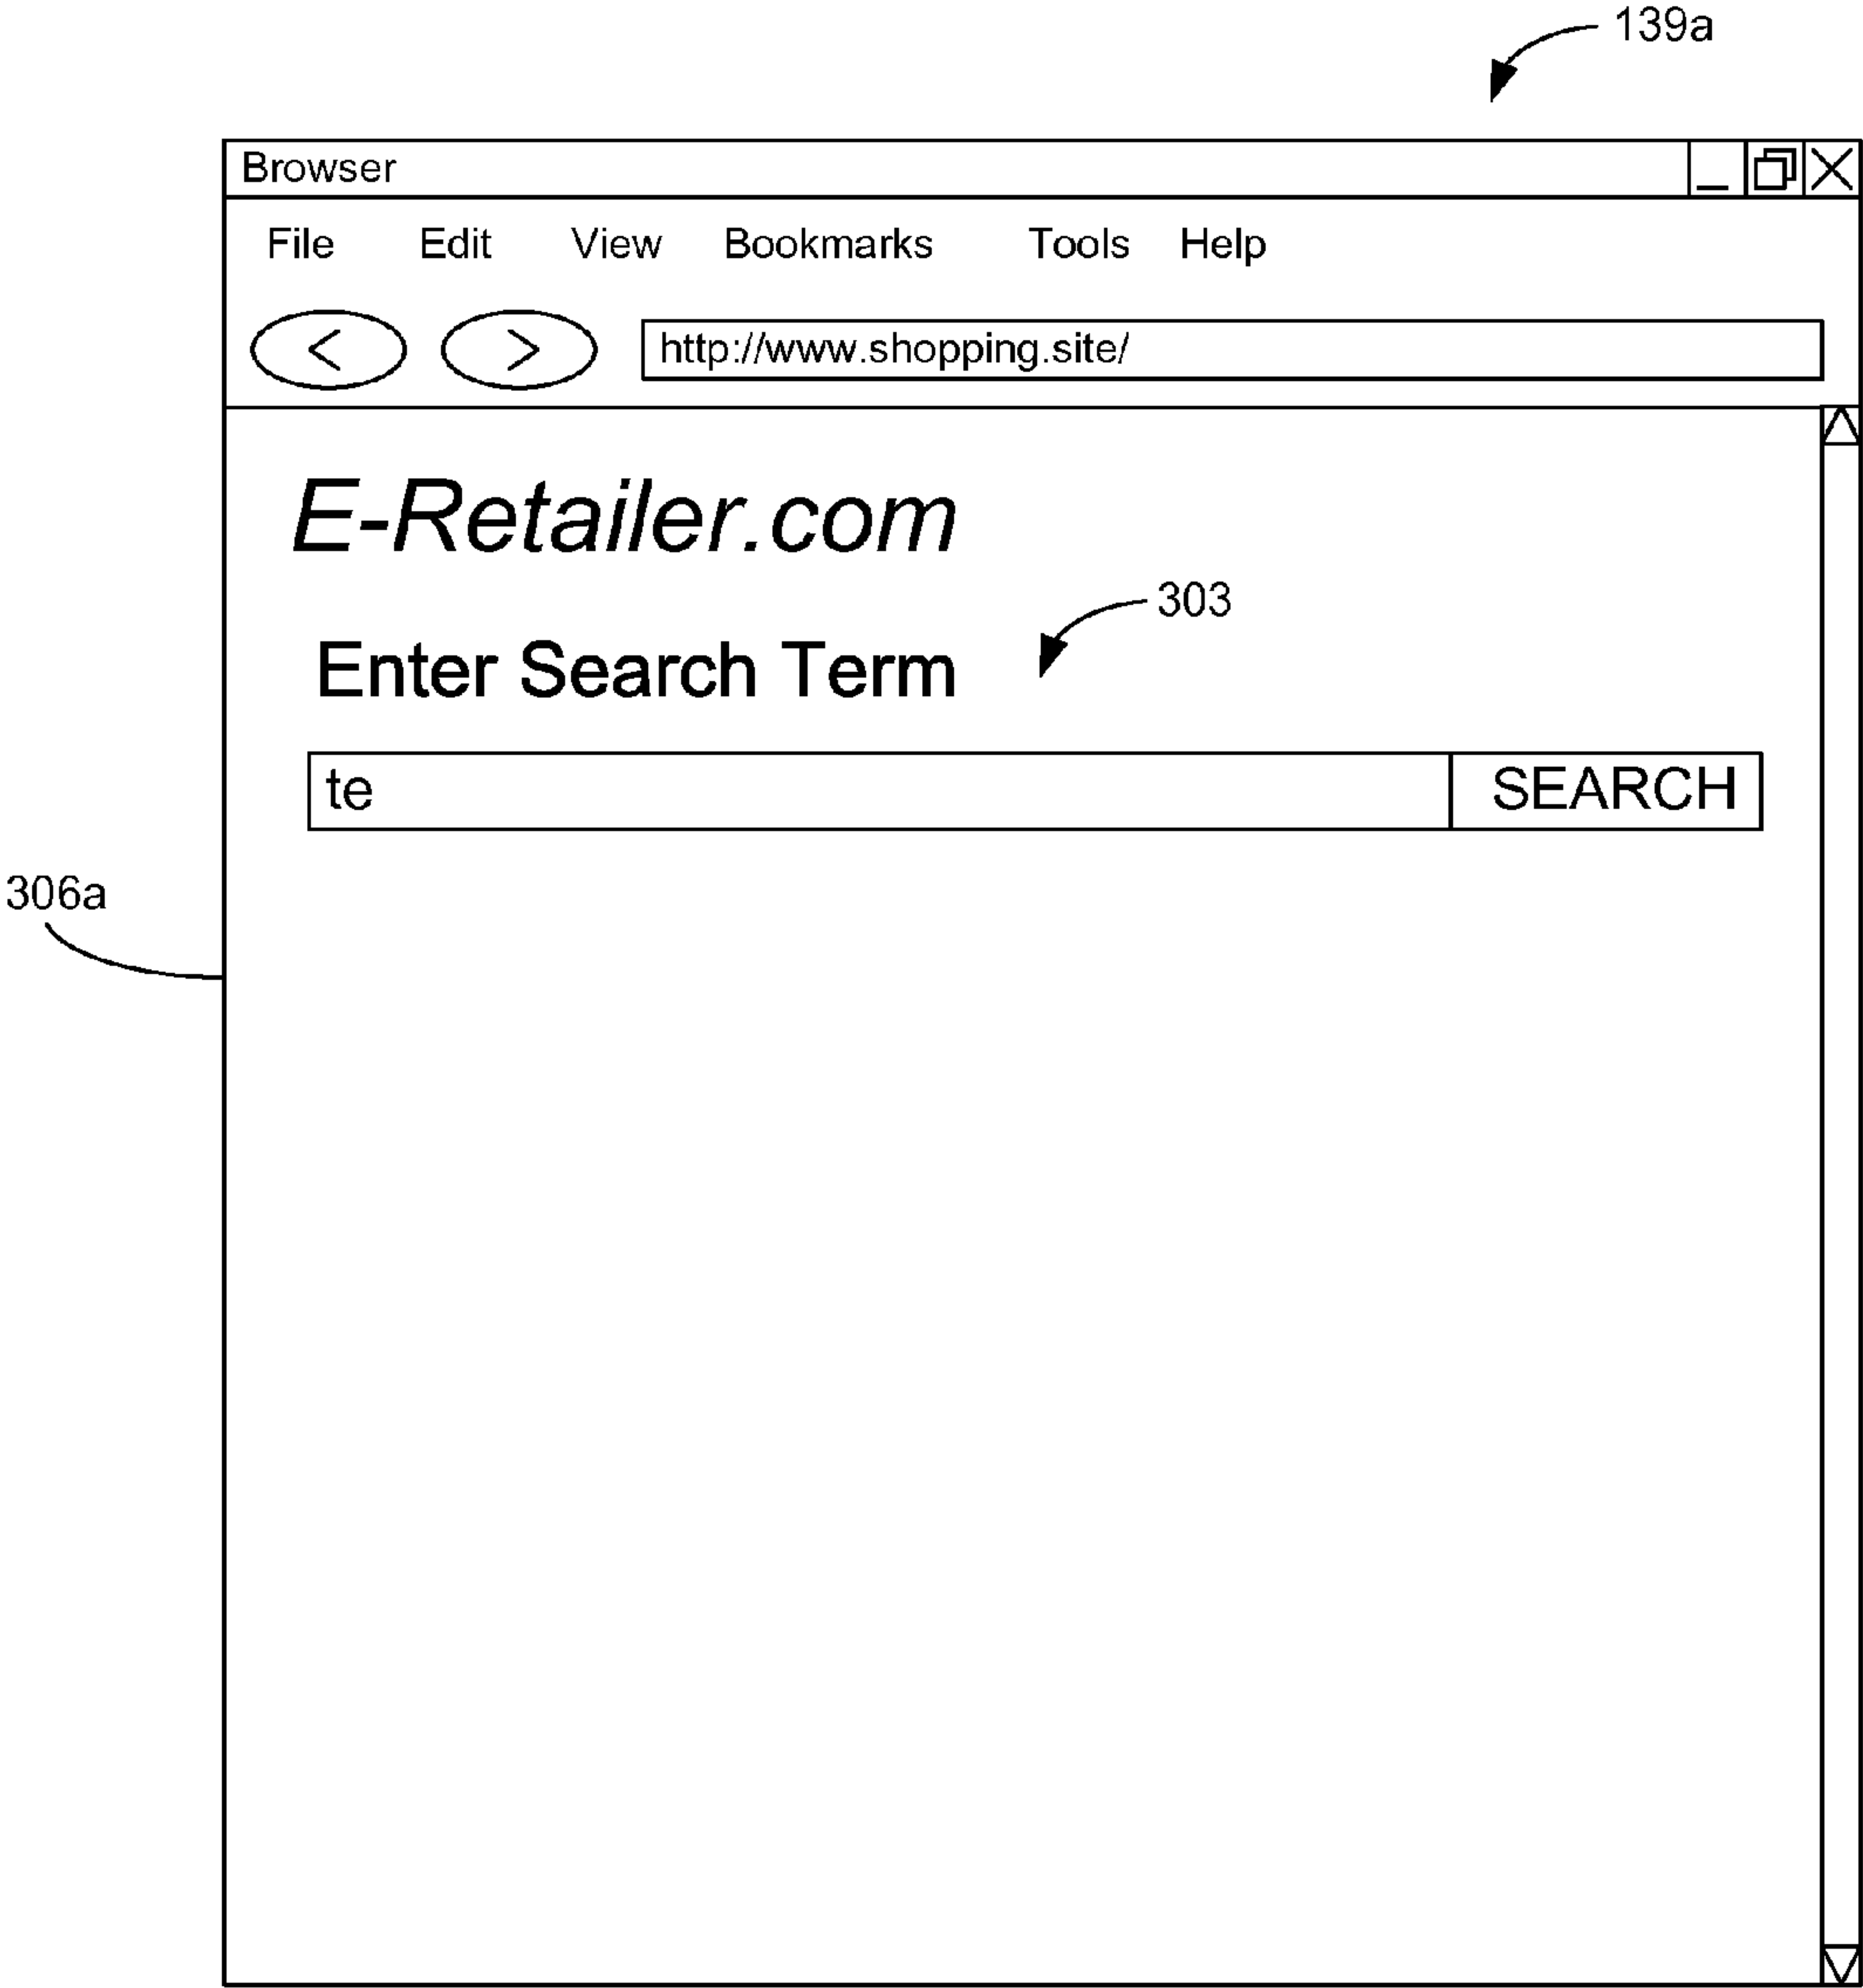 139a
Browser
File Edit View Bookmarks Tools Help
http://www.shopping.site/
E-Retailer.com
303
Enter Search Term
te SEARCH
306a